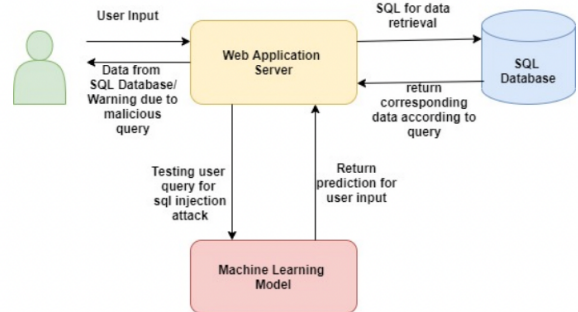 User Input
SQL for data
retrieval
Web Application
Server
SQL
Database
Data from
SQL Database/
Warning due to
malicious
query
return
corresponding
data according to
query
Testing user
query for
sql injection
attack
Return
prediction for
user input
Machine Learning
Model